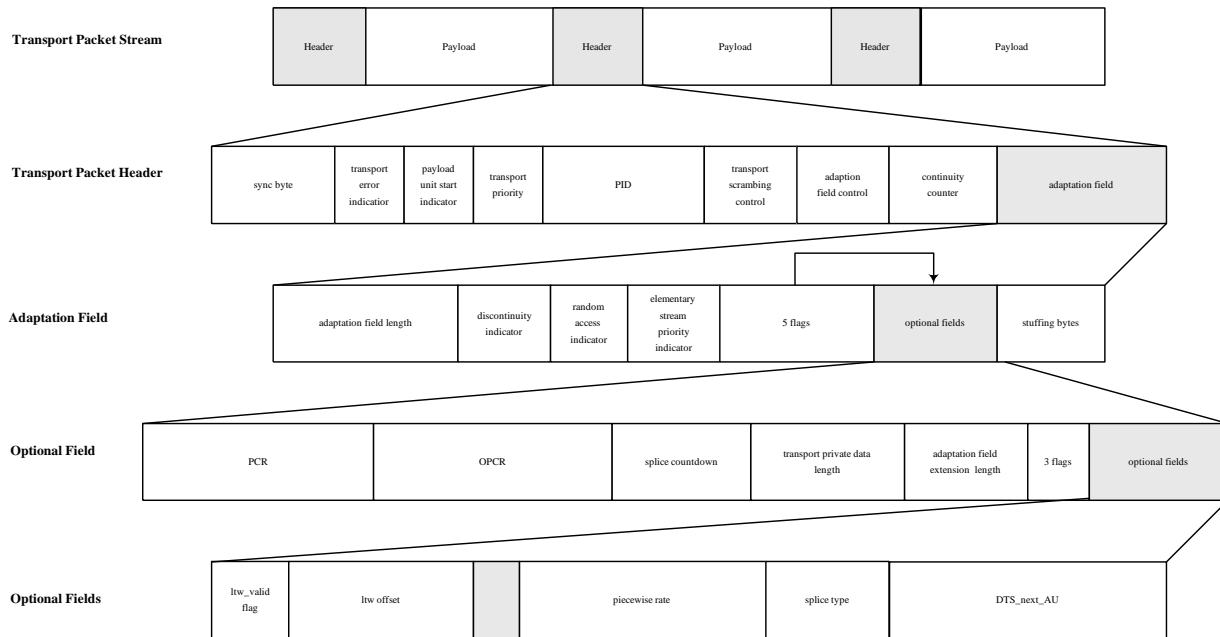 Transport Packet Stream
Header
Payload
Header
Payload
Header
Payload
Transport Packet Header
sync byte
transport
error
indicatior
payload
unit start
indicator
transport
priority
PID
transport
scrambing
control
adaption
field control
continuity
counter
adaptation field
Adaptation Field
adaptation field length
discontinuity
indicator
random
access
indicator
elementary
stream
priority
indicator
5 flags
optional fields
stuffing bytes
Optional Field
PCR
OPCR
splice countdown
transport private data
length
adaptation field
extension length
3 flags
optional fields
Optional Fields
ltw_valid
flag
ltw offset
piecewise rate
splice type
DTS_next_AU